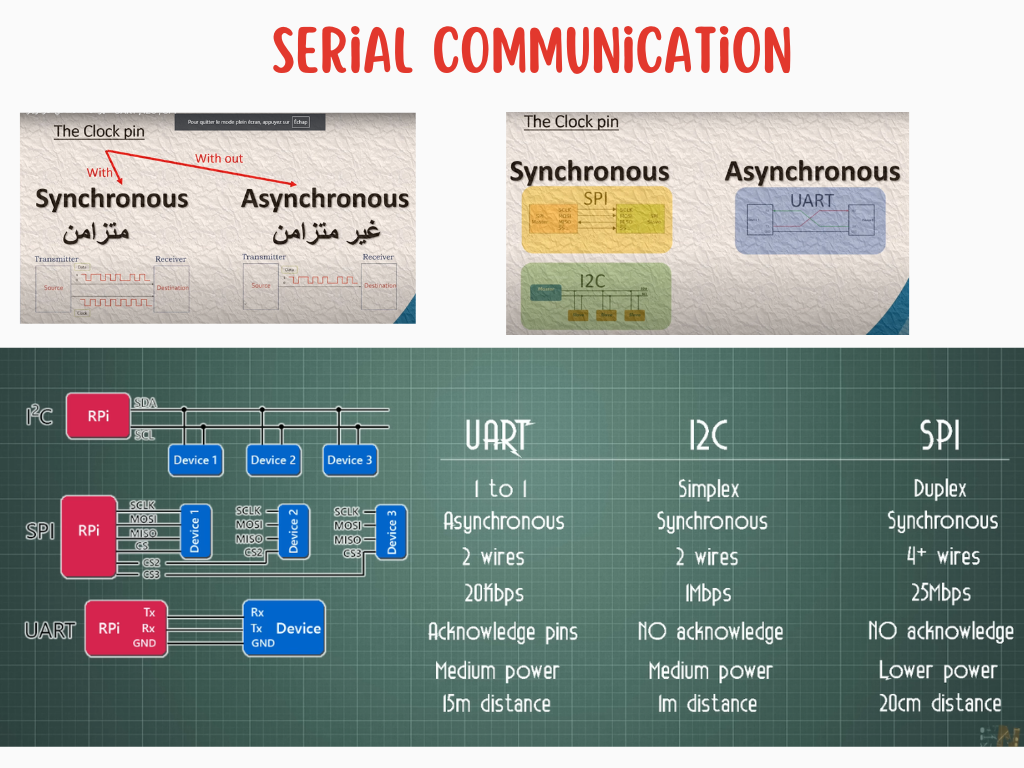 SERiAL COMMUNiCATiON
Pour quitter le mode plein écran, appuyez sur Échap
The Clock pin
With
With out
Synchronous
Asynchronous
متزامن
غير متزامن
Transmitter
Receiver
Data
Source
Destination
Clock
Transmitter
Receiver
Source
Destination
The Clock pin
Synchronous
Asynchronous
SPI
SCLK
MOSI
MISO
UART
I2C
I²C
RPi
SDA
SCL
Device 1
Device 2
Device 3
SPI
RPi
SCLK
MOSI
MISO
CS
CS2
CS3
Device 1
SCLK
MOSI
MISO
CS2
Device 2
SCLK
MOSI
MISO
CS3
Device 3
UART
RPi
Tx
Rx
GND
Rx
Tx
GND
Device
UART I2C SPI
1 to 1 Simplex Duplex
Asynchronous Synchronous Synchronous
2 wires 2 wires 4+ wires
20Kbps 1Mbps 25Mbps
Acknowledge pins NO acknowledge NO acknowledge
Medium power Medium power Lower power
15m distance 1m distance 20cm distance